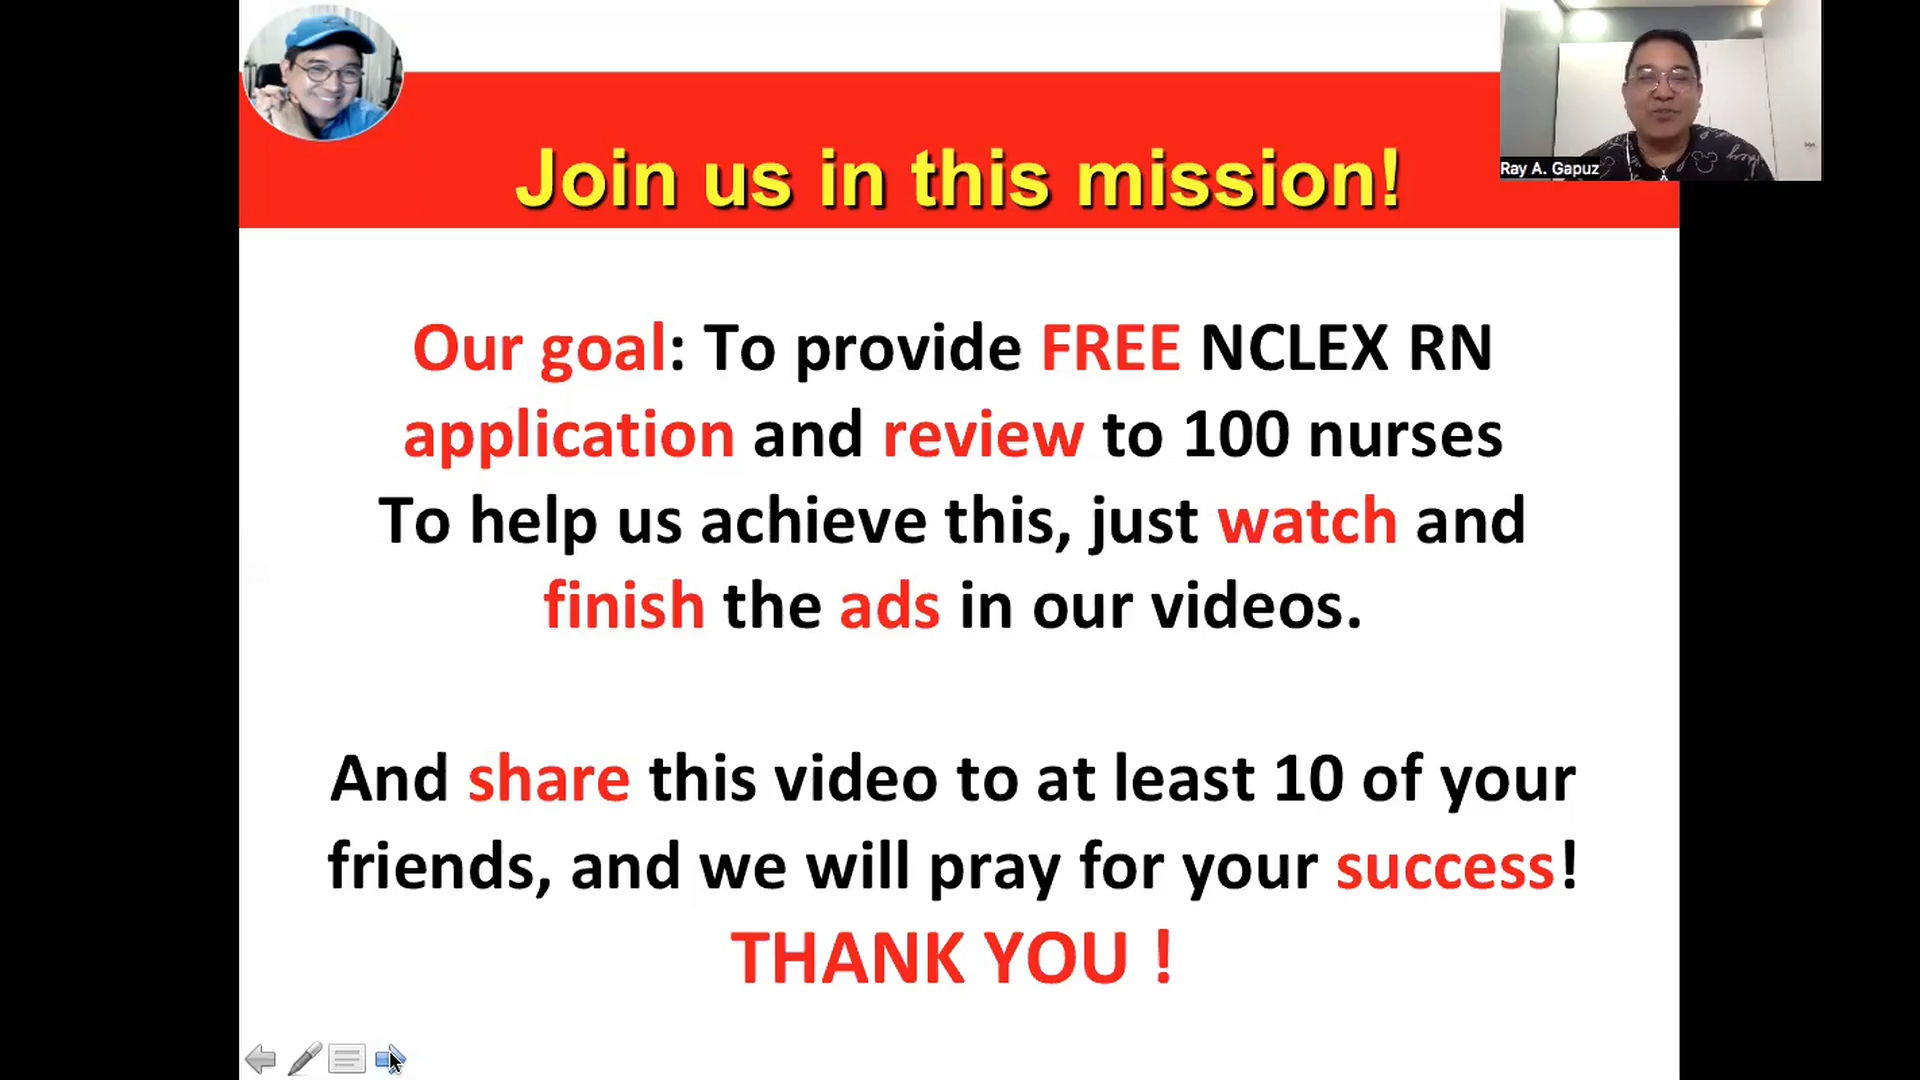 Join us in this mission!
Ray A. Gapuz
Our goal: To provide FREE NCLEX RN
application and review to 100 nurses
To help us achieve this, just watch and
finish the ads in our videos.
And share this video to at least 10 of your
friends, and we will pray for your success!
THANK YOU !